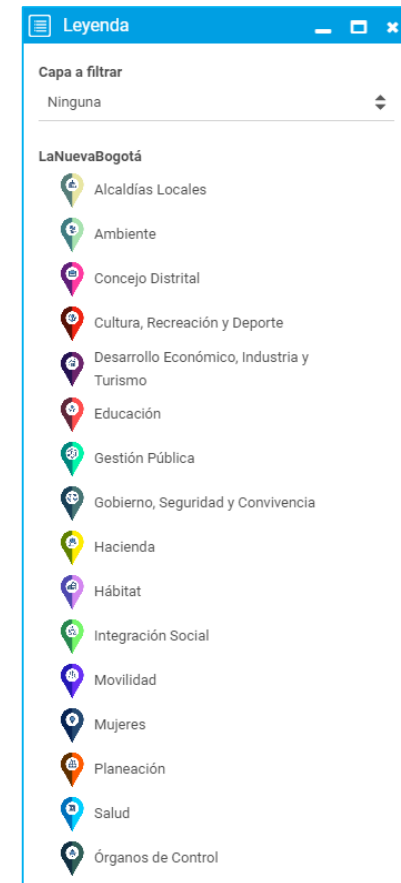 Leyenda
Capa a filtrar
Ninguna
LaNuevaBogotá
Alcaldías Locales
Ambiente
Concejo Distrital
Cultura, Recreación y Deporte
Desarrollo Económico, Industria y
Turismo
Educación
Gestión Pública
Gobierno, Seguridad y Convivencia
Hacienda
Hábitat
Integración Social
Movilidad
Mujeres
Planeación
Salud
Órganos de Control